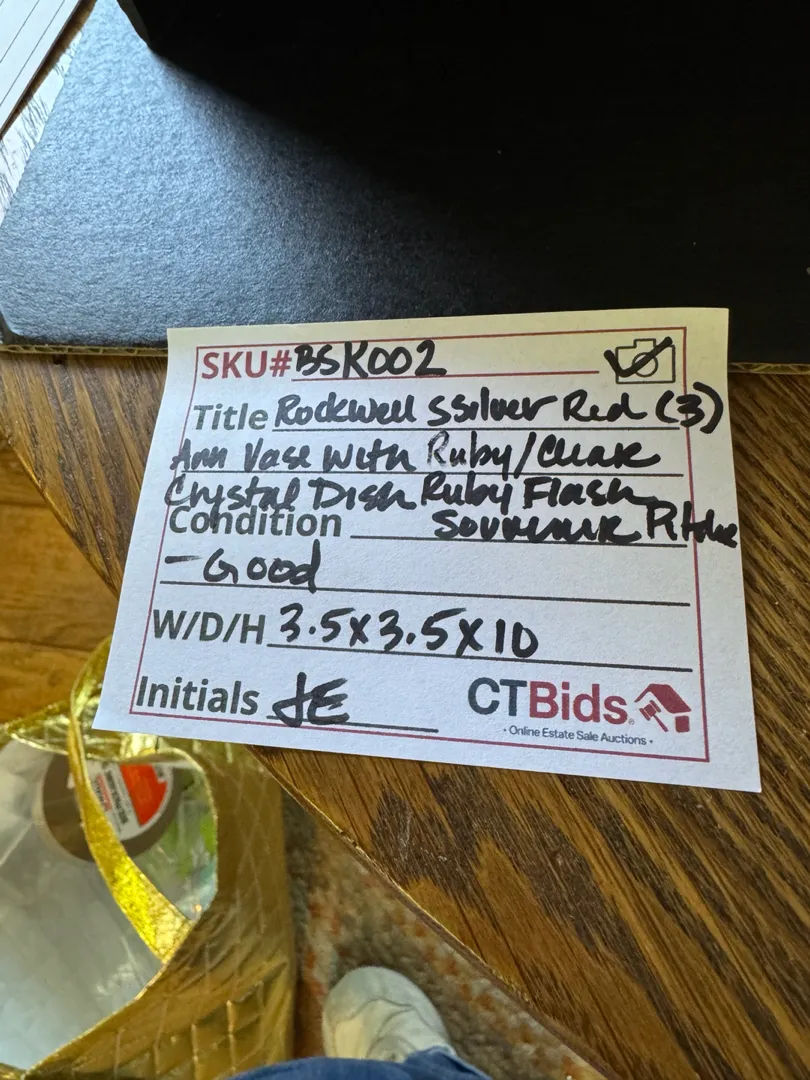 SKU# BSK002
Title Rockwell SSilver Red (3)
Ann Vase with Ruby/Clear
Crystal Dish Ruby Flash
Condition Souvenir
- Good
W/D/H 3.5x3.5x10
Initials JE
CTBids
• Online Estate Sale Auctions •